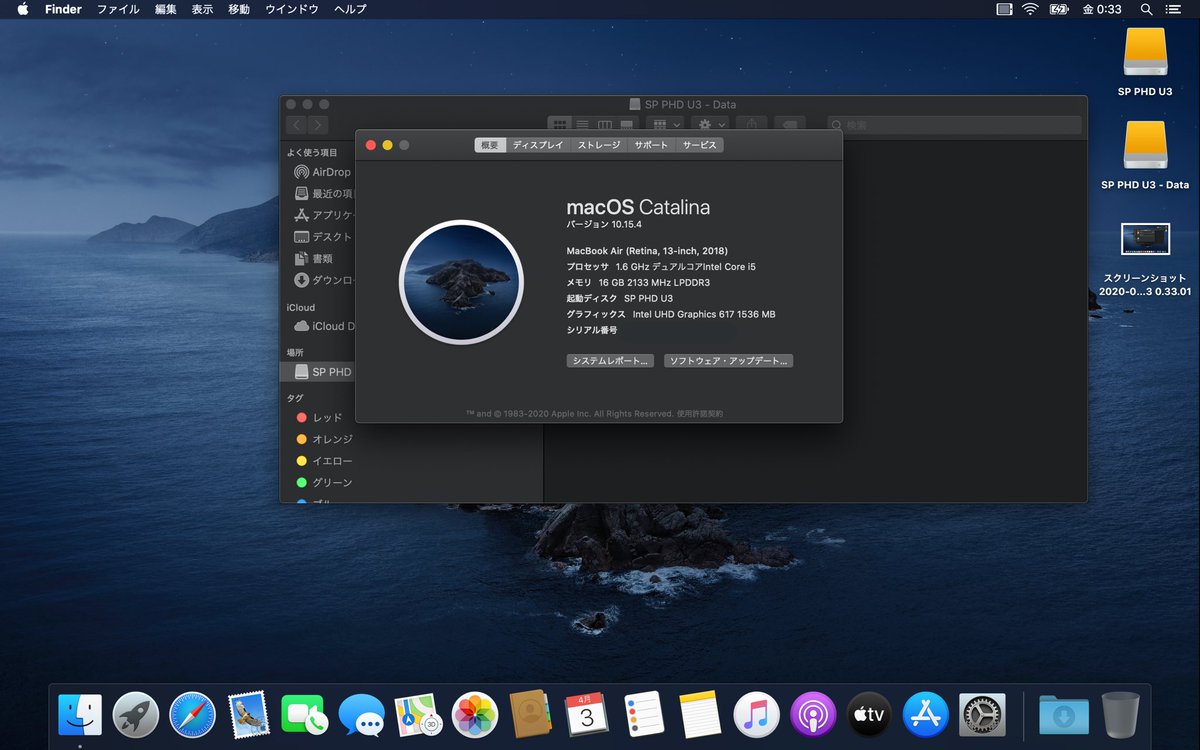 Finder ファイル 編集 表示 移動 ウインドウ ヘルプ
金 0:33
SP PHD U3
SP PHD U3 - Data
スクリーンショット
2020-0...3 0.33.01
SP PHD U3 - Data
検索
よく使う項目
AirDrop
最近の項
アプリケ
デスクト
書類
ダウンロ
iCloud
iCloud D
場所
SP PHD
タグ
レッド
オレンジ
イエロー
グリーン
概要 ディスプレイ ストレージ サポート サービス
macOS Catalina
バージョン 10.15.4
MacBook Air (Retina, 13-inch, 2018)
プロセッサ 1.6 GHz デュアルコアIntel Core i5
メモリ 16 GB 2133 MHz LPDDR3
起動ディスク SP PHD U3
グラフィックス Intel UHD Graphics 617 1536 MB
シリアル番号
システムレポート... ソフトウェア・アップデート...
™ and © 1983-2020 Apple Inc. All Rights Reserved. 使用許諾契約
30
4月
3
tv